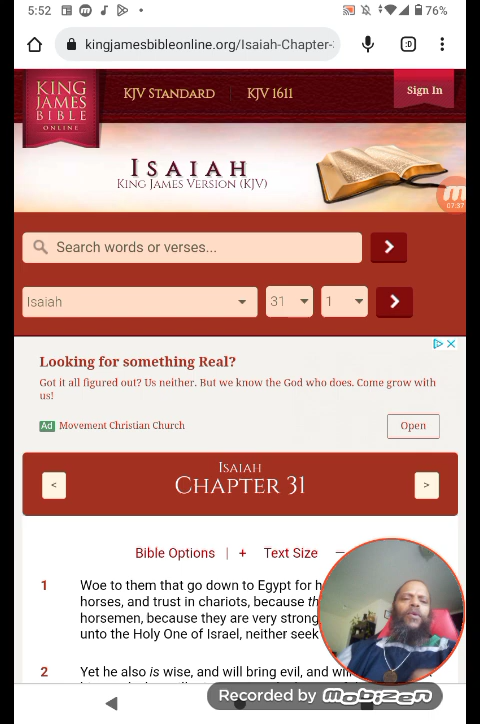 5:52
76%
kingjamesbibleonline.org/Isaiah-Chapter-
KING
JAMES
BIBLE
ONLINE
KJV STANDARD
KJV 1611
Sign In
ISAIAH
KING JAMES VERSION (KJV)
07:37
Search words or verses...
Isaiah
31
1
Looking for something Real?
Got it all figured out? Us neither. But we know the God who does. Come grow with
us!
Ad Movement Christian Church
Open
ISAIAH
CHAPTER 31
<
>
Bible Options | + Text Size —
1 Woe to them that go down to Egypt for
horses, and trust in chariots, because
horsemen, because they are very strong
unto the Holy One of Israel, neither seek
2 Yet he also is wise, and will bring evil, and
Recorded by mobizen